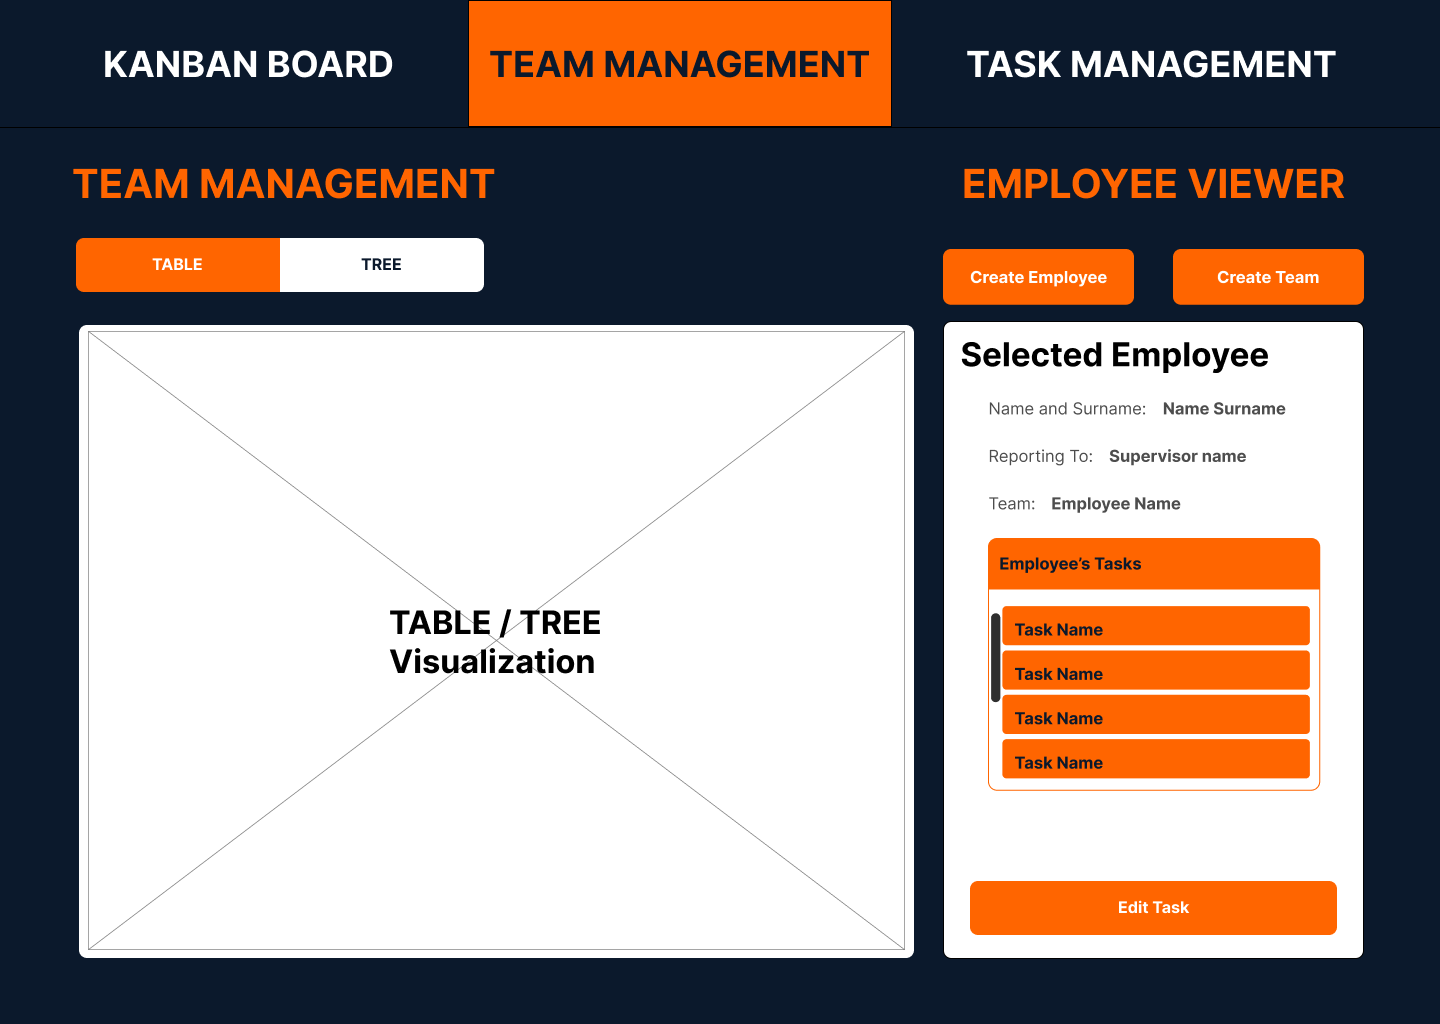 KANBAN BOARD
TEAM MANAGEMENT
TASK MANAGEMENT
TEAM MANAGEMENT
TABLE
TREE
TABLE / TREE
Visualization
EMPLOYEE VIEWER
Create Employee
Create Team
Selected Employee
Name and Surname: Name Surname
Reporting To: Supervisor name
Team: Employee Name
Employee’s Tasks
Task Name
Task Name
Task Name
Task Name
Edit Task